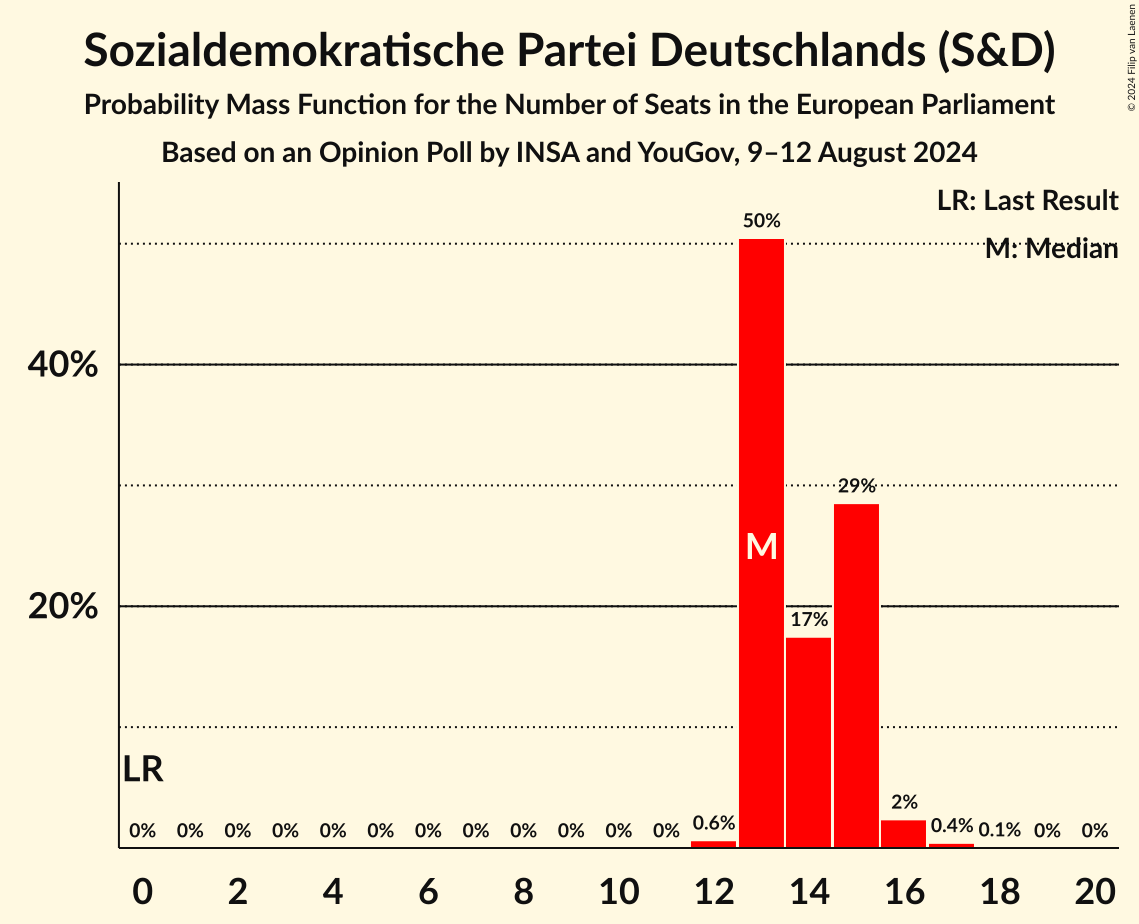 Sozialdemokratische Partei Deutschlands (S&D)
Probability Mass Function for the Number of Seats in the European Parliament
Based on an Opinion Poll by INSA and YouGov, 9–12 August 2024
© 2024 Filip van Laenen
LR: Last Result
M: Median
50%
40%
29%
M
20%
17%
LR
0% 0% 0% 0% 0% 0% 0% 0% 0% 0% 0% 0% 0.6% 2% 0.4% 0.1% 0% 0%
0 2 4 6 8 10 12 14 16 18 20